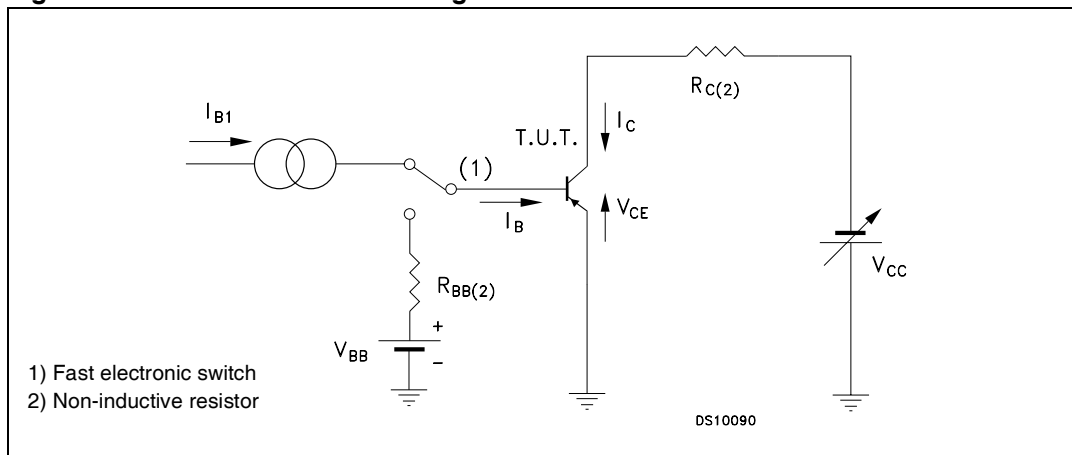 I_B1
T.U.T.
I_C
R_C(2)
(1)
I_B
V_CE
V_CC
R_BB(2)
V_BB
+
-
1) Fast electronic switch
2) Non-inductive resistor
DS10090